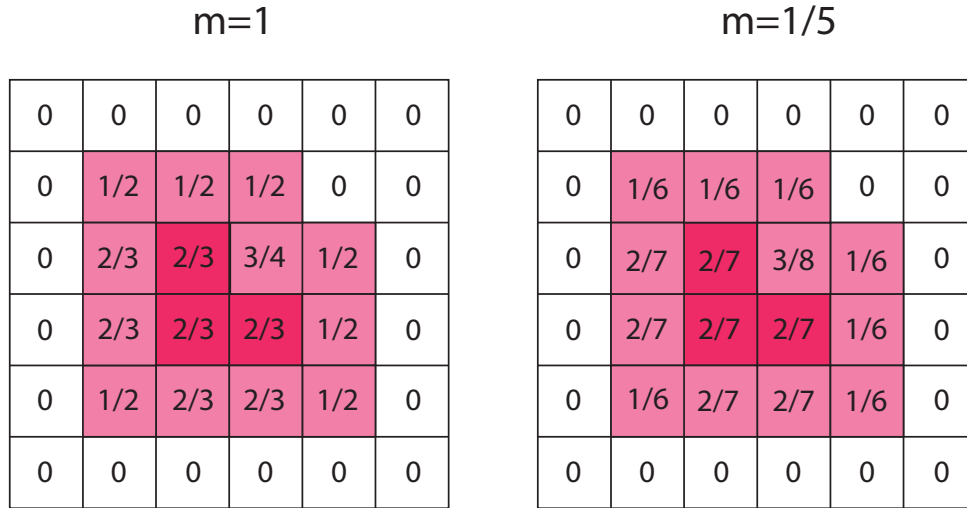 m=1 m=1/5
0 0 0 0 0 0 0 0 0 0 0 0
0 1/2 1/2 1/2 0 0 0 1/6 1/6 1/6 0 0
0 2/3 2/3 3/4 1/2 0 0 2/7 2/7 3/8 1/6 0
0 2/3 2/3 2/3 1/2 0 0 2/7 2/7 2/7 1/6 0
0 1/2 2/3 2/3 1/2 0 0 1/6 2/7 2/7 1/6 0
0 0 0 0 0 0 0 0 0 0 0 0